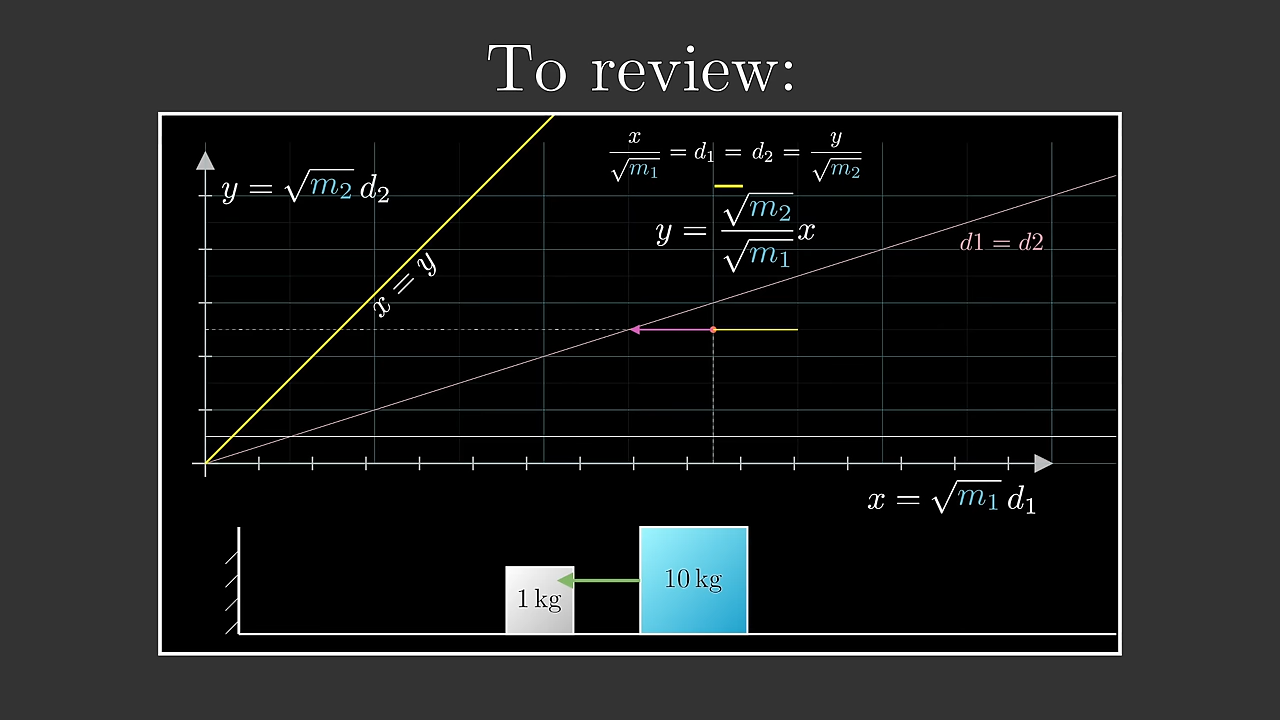 To review:
x/√m₁ = d₁ = d₂ = y/√m₂
y = √m₂ d₂
y = √m₂/√m₁ x
d1 = d2
x = y
x = √m₁ d₁
10 kg
1 kg